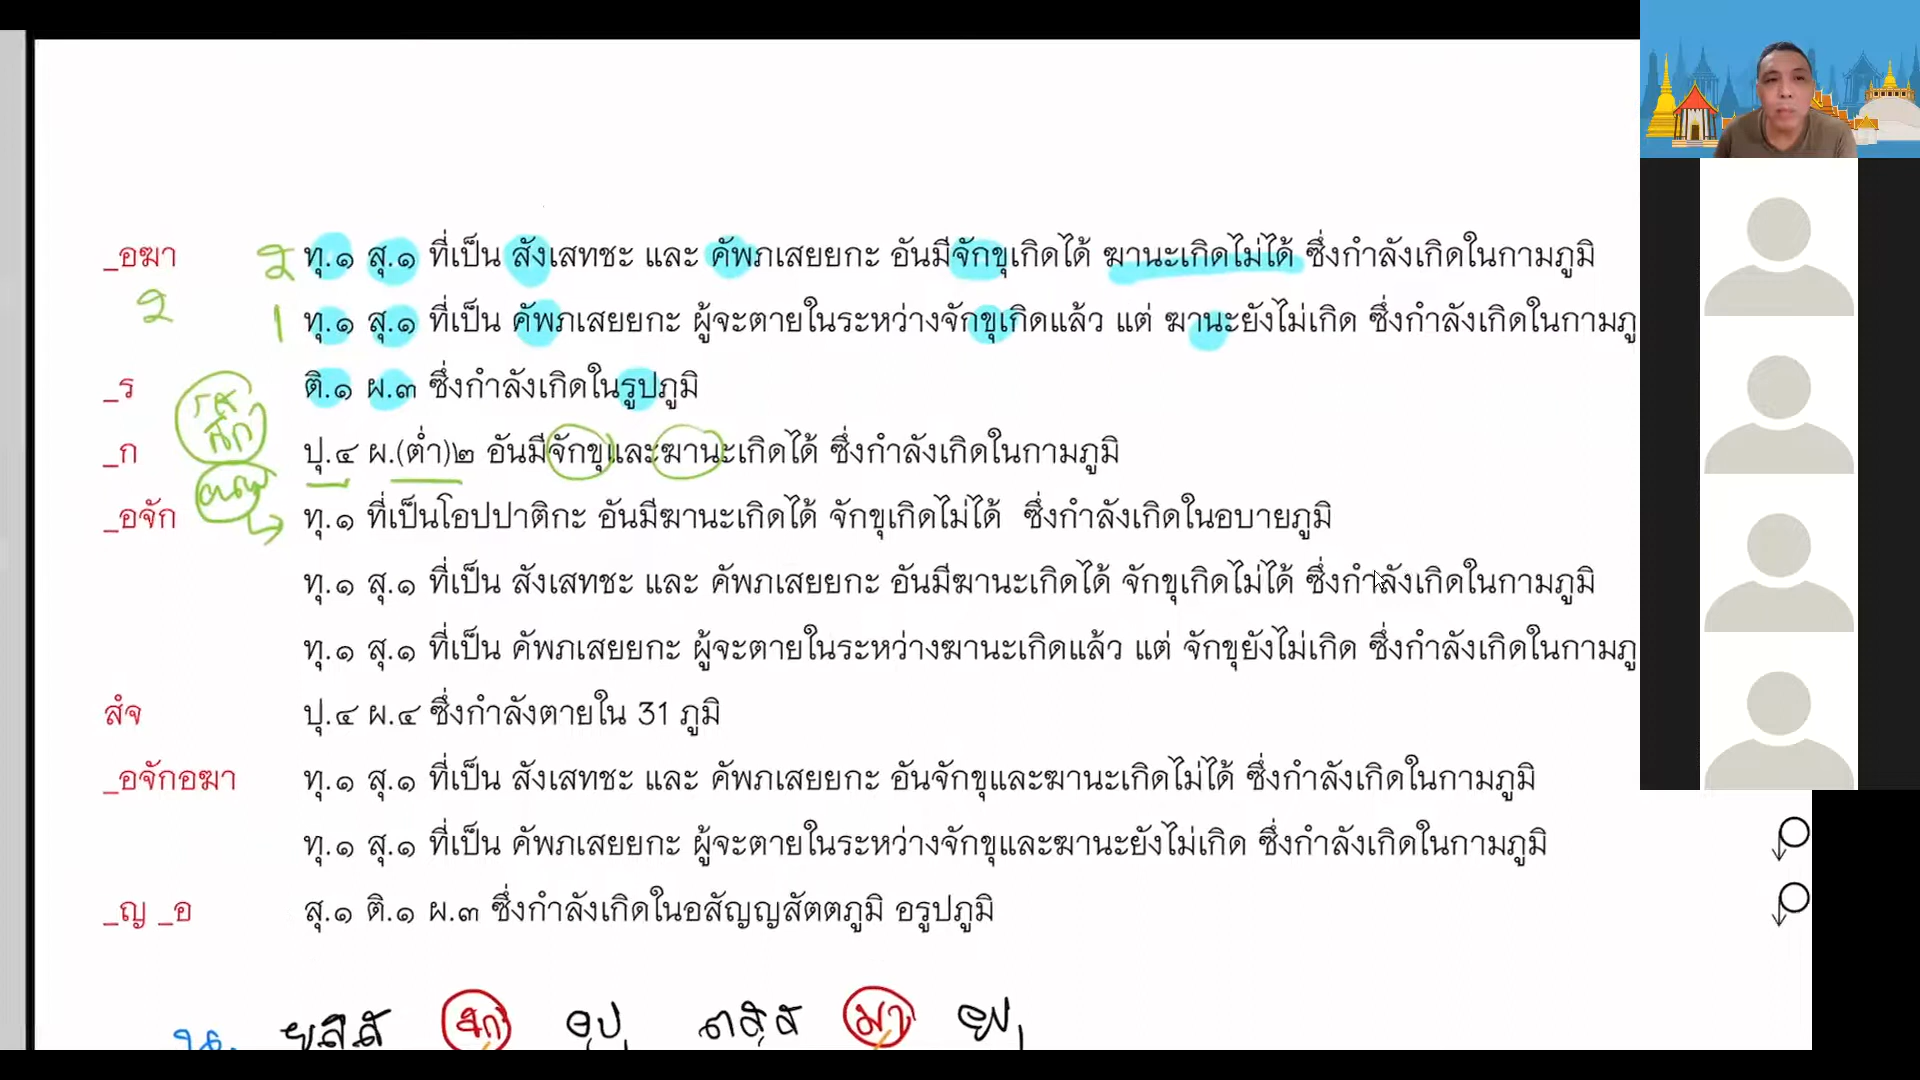 _อฆา 2 ทุ.๑ สุ.๑ ที่เป็น สังเสทชะ และ คัพภเสยยกะ อันมีจักขุเกิดได้ ฆานะเกิดไม่ได้ ซึ่งกำลังเกิดในกามภูมิ
2 1 ทุ.๑ สุ.๑ ที่เป็น คัพภเสยยกะ ผู้จะตายในระหว่างจักขุเกิดแล้ว แต่ ฆานะยังไม่เกิด ซึ่งกำลังเกิดในกามภู
_ร ติ.๑ ผ.๓ ซึ่งกำลังเกิดในรูปภูมิ
_ก ปุ.๔ ผ.(ต่ำ)๒ อันมีจักขุและฆานะเกิดได้ ซึ่งกำลังเกิดในกามภูมิ
_อจัก ทุ.๑ ที่เป็นโอปปาติกะ อันมีฆานะเกิดได้ จักขุเกิดไม่ได้ ซึ่งกำลังเกิดในอบายภูมิ
ทุ.๑ สุ.๑ ที่เป็น สังเสทชะ และ คัพภเสยยกะ อันมีฆานะเกิดได้ จักขุเกิดไม่ได้ ซึ่งกำลังเกิดในกามภูมิ
ทุ.๑ สุ.๑ ที่เป็น คัพภเสยยกะ ผู้จะตายในระหว่างฆานะเกิดแล้ว แต่ จักขุยังไม่เกิด ซึ่งกำลังเกิดในกามภู
สํจ ปุ.๔ ผ.๔ ซึ่งกำลังตายใน 31 ภูมิ
_อจักอฆา ทุ.๑ สุ.๑ ที่เป็น สังเสทชะ และ คัพภเสยยกะ อันจักขุและฆานะเกิดไม่ได้ ซึ่งกำลังเกิดในกามภูมิ
ทุ.๑ สุ.๑ ที่เป็น คัพภเสยยกะ ผู้จะตายในระหว่างจักขุและฆานะยังไม่เกิด ซึ่งกำลังเกิดในกามภูมิ
_ญ _อ สุ.๑ ติ.๑ ผ.๓ ซึ่งกำลังเกิดในอสัญญสัตตภูมิ อรูปภูมิ